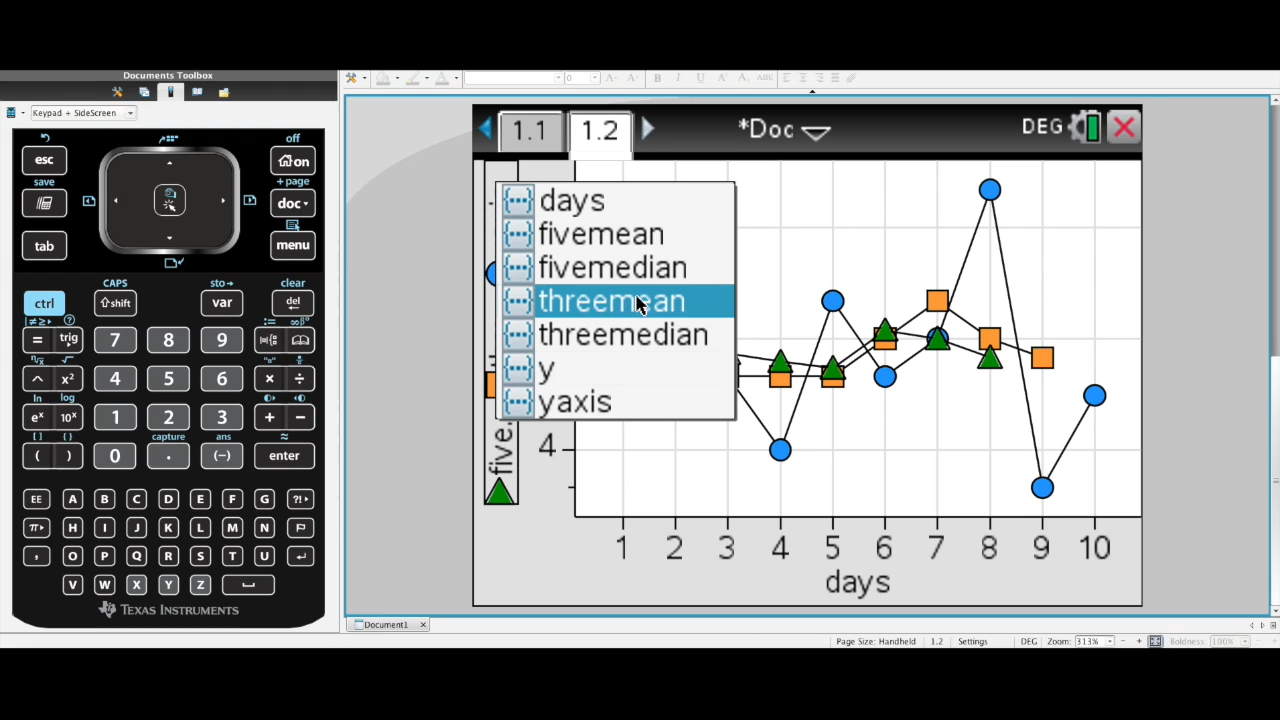 Documents Toolbox
Keypad + SideScreen
0
B I U A A ABC
off
esc
on
save
+ page
doc
tab
menu
CAPS
sto→
clear
ctrl
⇧shift
var
del
= trig
7 8 9
∞β°
ⁿ√x √
"≈" 
^ x²
4 5 6
× ÷
ln log
eˣ 10ˣ
1 2 3
+ −
[ ] { }
capture
ans
≈
( )
0 . (−)
enter
EE A B C D E F G ?!▸
π▸ H I J K L M N
, O P Q R S T U ↵
V W X Y Z
TEXAS INSTRUMENTS
1.1 1.2 *Doc DEG
days
fivemean
fivemedian
threemean
threemedian
y
yaxis
five
4
1 2 3 4 5 6 7 8 9 10
days
Document1
Page Size: Handheld 1.2 Settings DEG Zoom: 313% − + Boldness: 100% − +